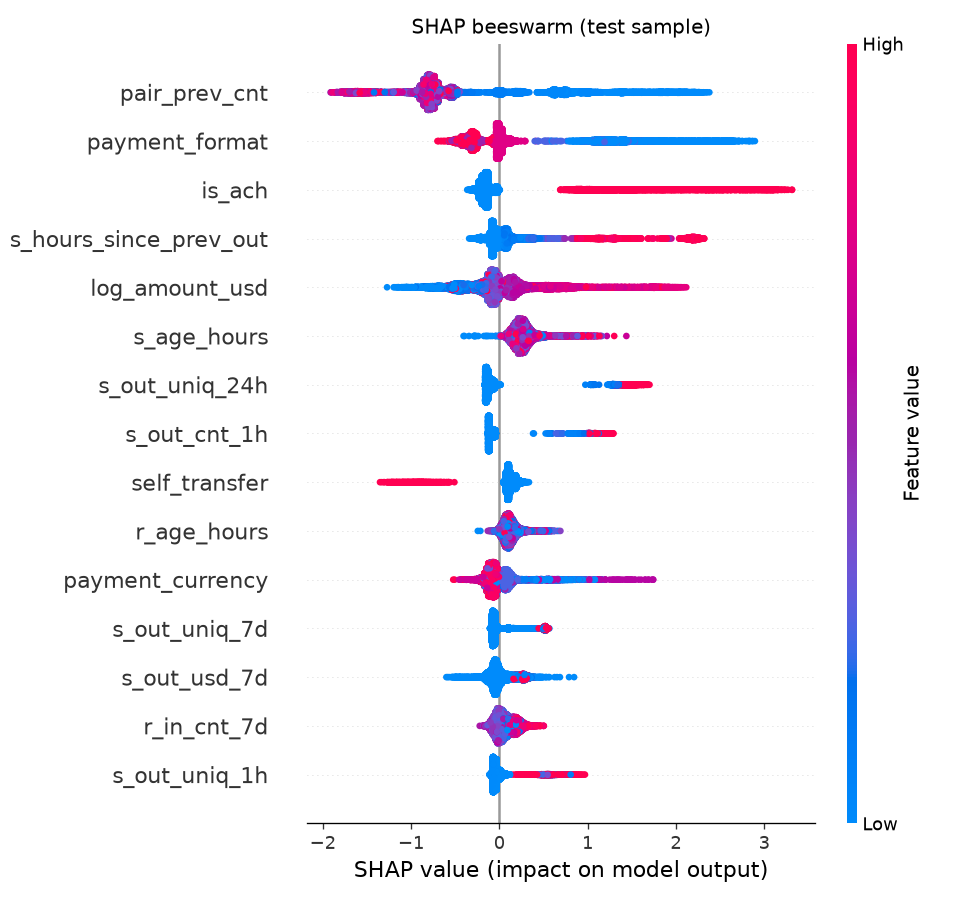 SHAP beeswarm (test sample)
High
pair_prev_cnt
payment_format
is_ach
s_hours_since_prev_out
log_amount_usd
s_age_hours
s_out_uniq_24h
s_out_cnt_1h
self_transfer
r_age_hours
payment_currency
s_out_uniq_7d
s_out_usd_7d
r_in_cnt_7d
s_out_uniq_1h
Feature value
Low
−2 −1 0 1 2 3
SHAP value (impact on model output)